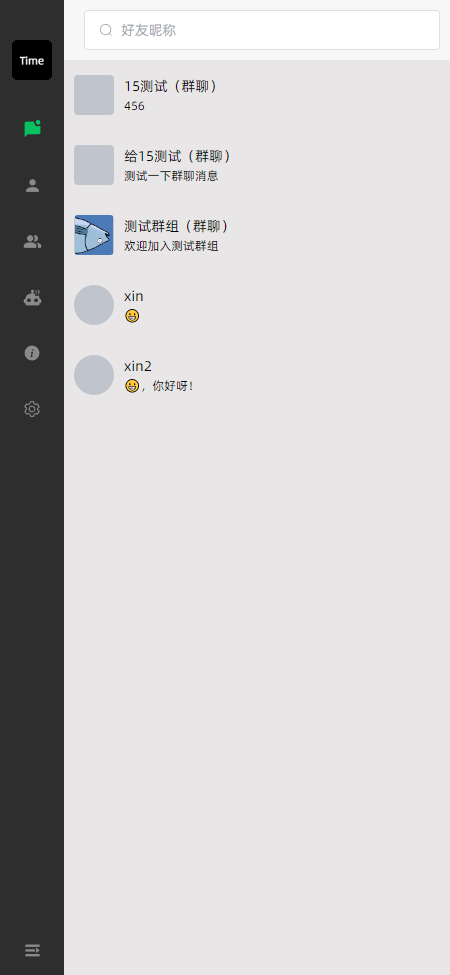 Time
好友昵称
15测试（群聊）
456
给15测试（群聊）
测试一下群聊消息
测试群组（群聊）
欢迎加入测试群组
xin
😀
xin2
😀，你好呀！